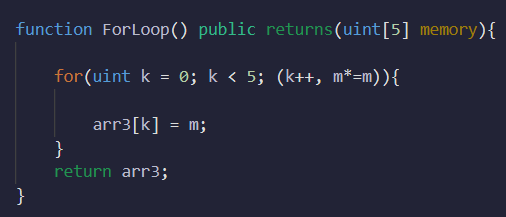 function ForLoop() public returns(uint[5] memory){
for(uint k = 0; k < 5; (k++, m*=m)){
arr3[k] = m;
}
return arr3;
}